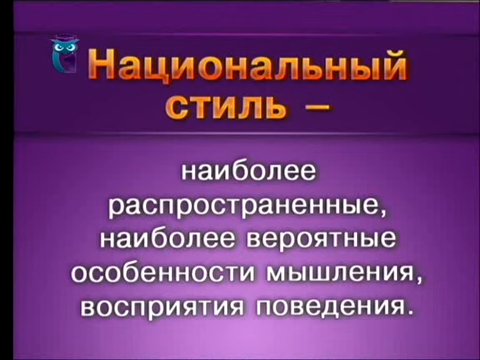 Национальный
стиль –
наиболее
распространенные,
наиболее вероятные
особенности мышления,
восприятия поведения.